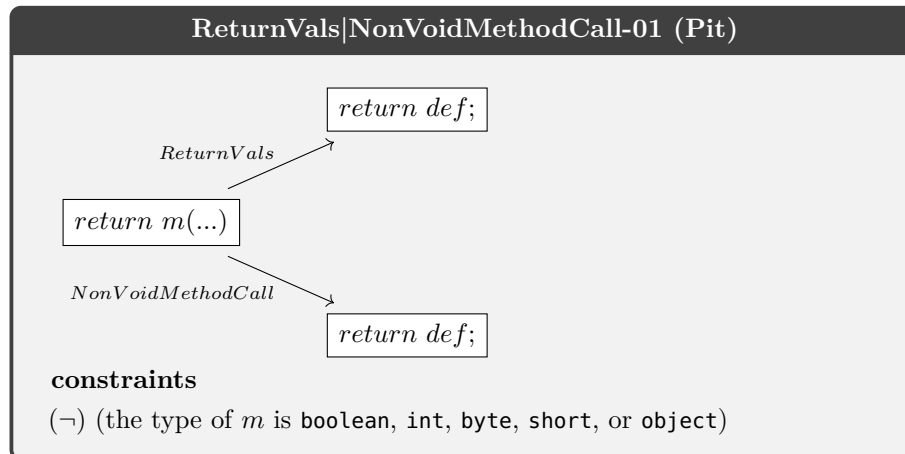 ReturnVals|NonVoidMethodCall-01 (Pit)
return def;
ReturnVals
return m(...)
NonVoidMethodCall
return def;
constraints
(¬) (the type of m is boolean, int, byte, short, or object)